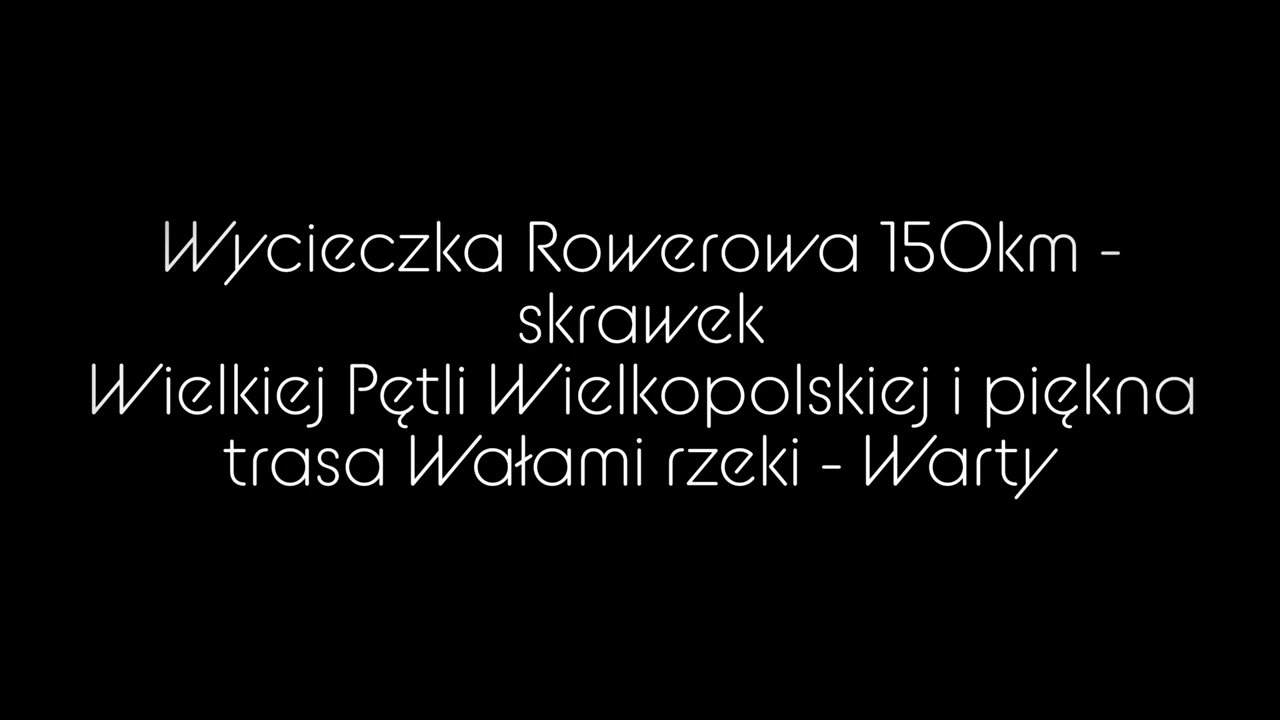 Wycieczka Rowerowa 150km -
skrawek
Wielkiej Pętli Wielkopolskiej i piękna
trasa Wałami rzeki - Warty